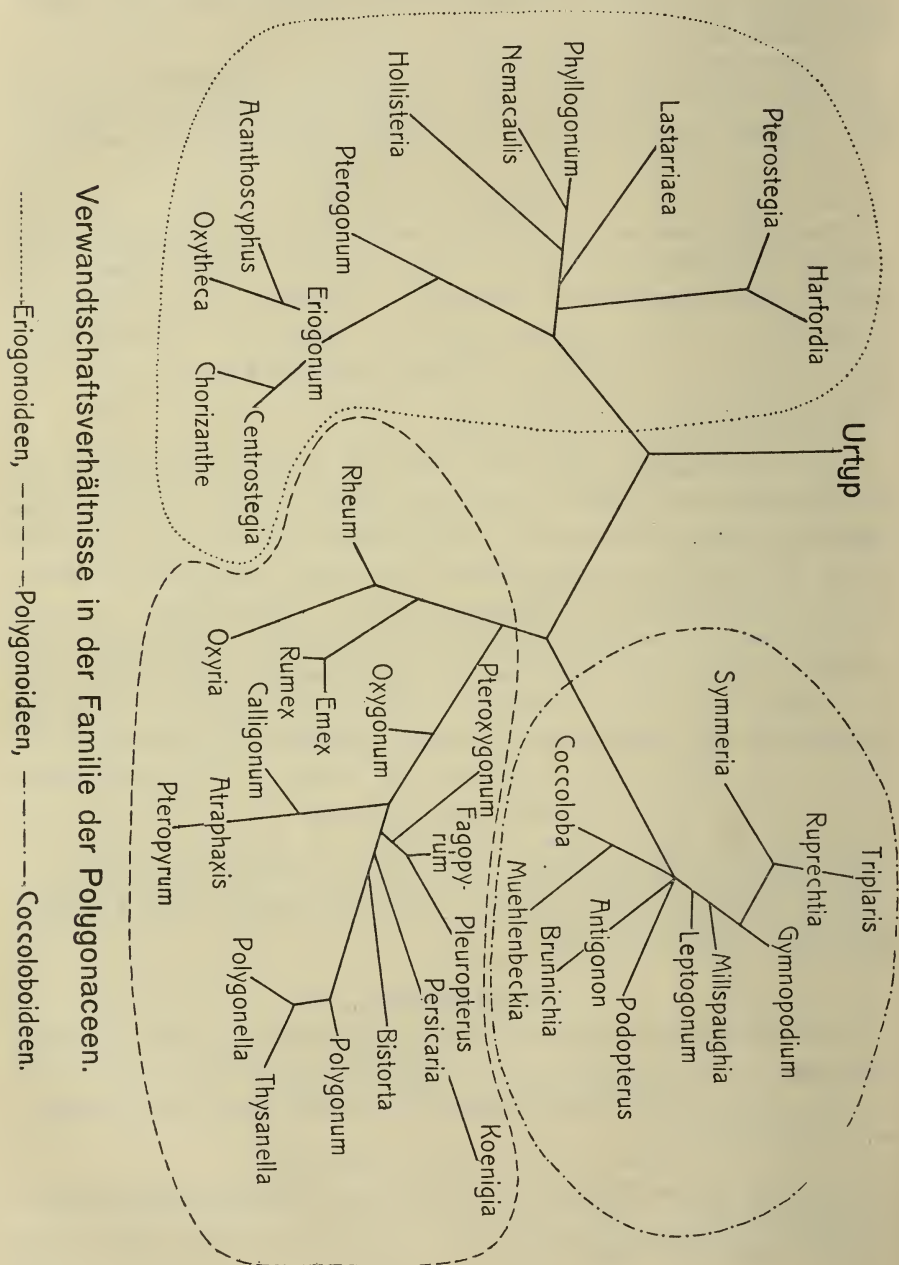 Urtyp
Pterostegia
Harfordia
Lastarriaea
Phyllogonum
Nemacaulis
Hollisteria
Pterogonum
Eriogonum
Acanthoscyphus
Oxytheca
Centrostegia
Chorizanthe
Triplaris
Ruprechtia
Symmeria
Gymnopodium
Millspaughia
Leptogonum
Podopterus
Antigonon
Brunnichia
Coccoloba
Muehlenbeckia
Rheum
Oxyria
Emex
Rumex
Pteroxygonum
Oxygonum
Fagopy-
rum
Pleuropterus
Calligonum
Atraphaxis
Pteropyrum
Koenigia
Persicaria
Bistorta
Polygonum
Thysanella
Polygonella
Verwandtschaftsverhältnisse in der Familie der Polygonaceen.
Eriogonoideen, Polygonoideen, Coccoloboideen.